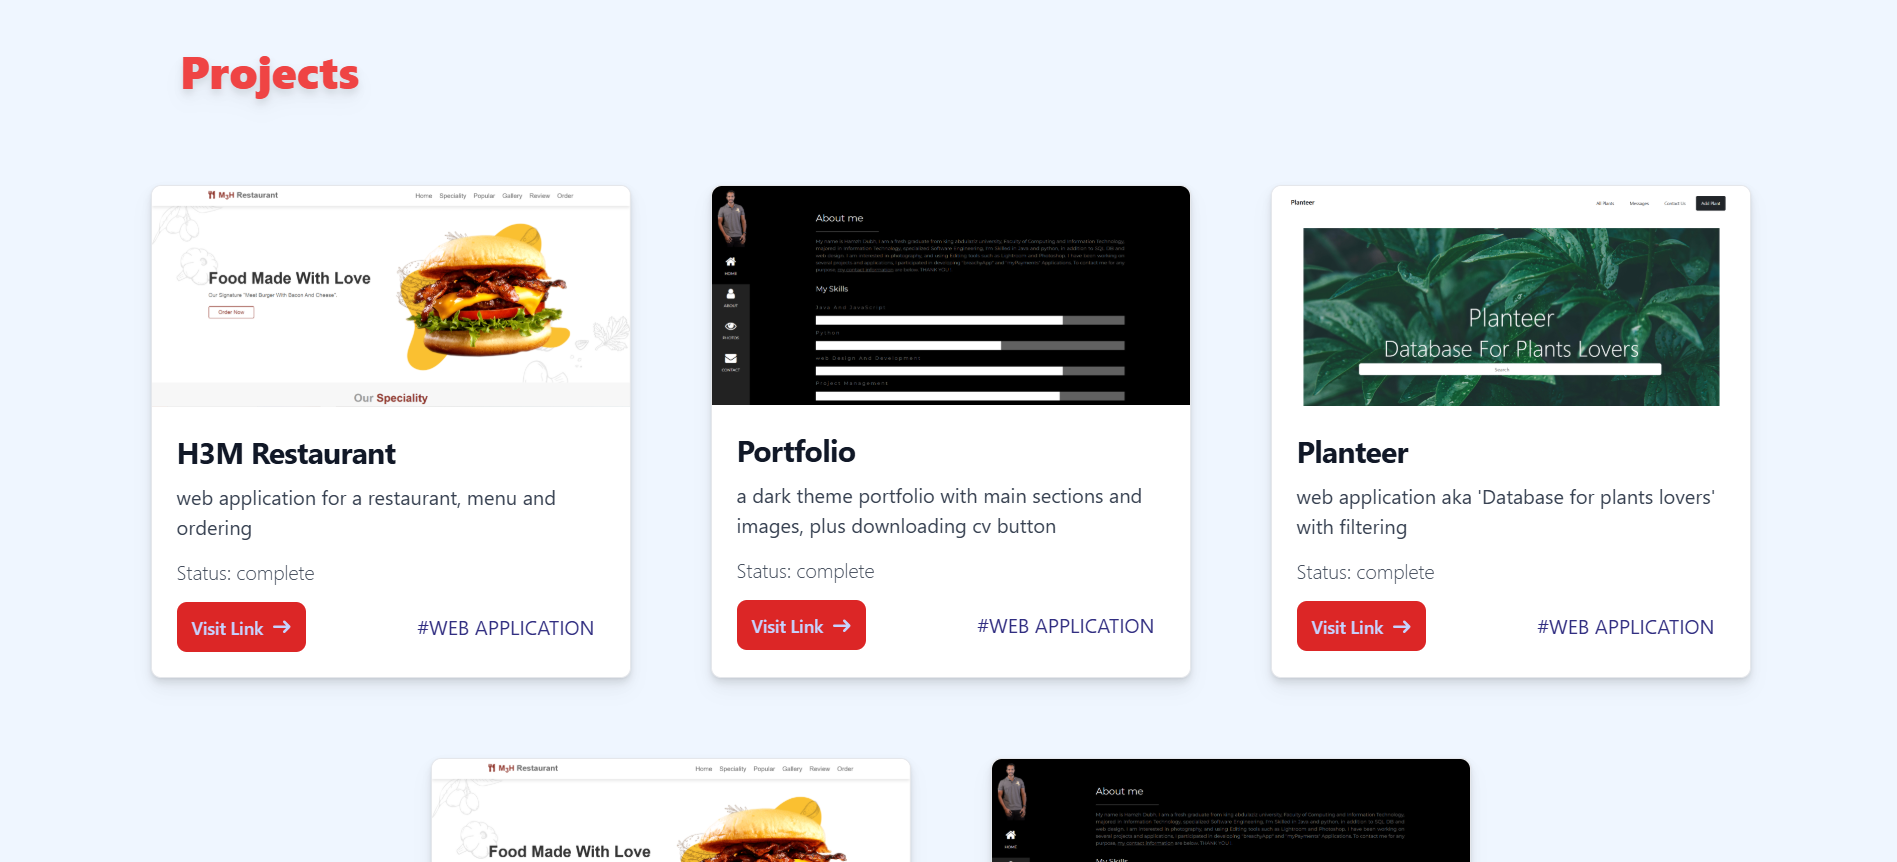 Projects
M3H Restaurant
Home Speciality Popular Gallery Review Order
Food Made With Love
Our Signature "Meat Burger With Bacon And Cheese".
Order Now
Our Speciality
H3M Restaurant
web application for a restaurant, menu and
ordering
Status: complete
Visit Link →
#WEB APPLICATION
HOME
ABOUT
PHOTOS
CONTACT
About me
My Skills
Java And JavaScript
Python
web Design And Development
Project Management
Portfolio
a dark theme portfolio with main sections and
images, plus downloading cv button
Status: complete
Visit Link →
#WEB APPLICATION
Planteer
All Plants Messages Contact Us Add Plant
Planteer
Database For Plants Lovers
Search
Planteer
web application aka 'Database for plants lovers'
with filtering
Status: complete
Visit Link →
#WEB APPLICATION
M3H Restaurant
Home Speciality Popular Gallery Review Order
Food Made With Love
HOME
About me
My Skills